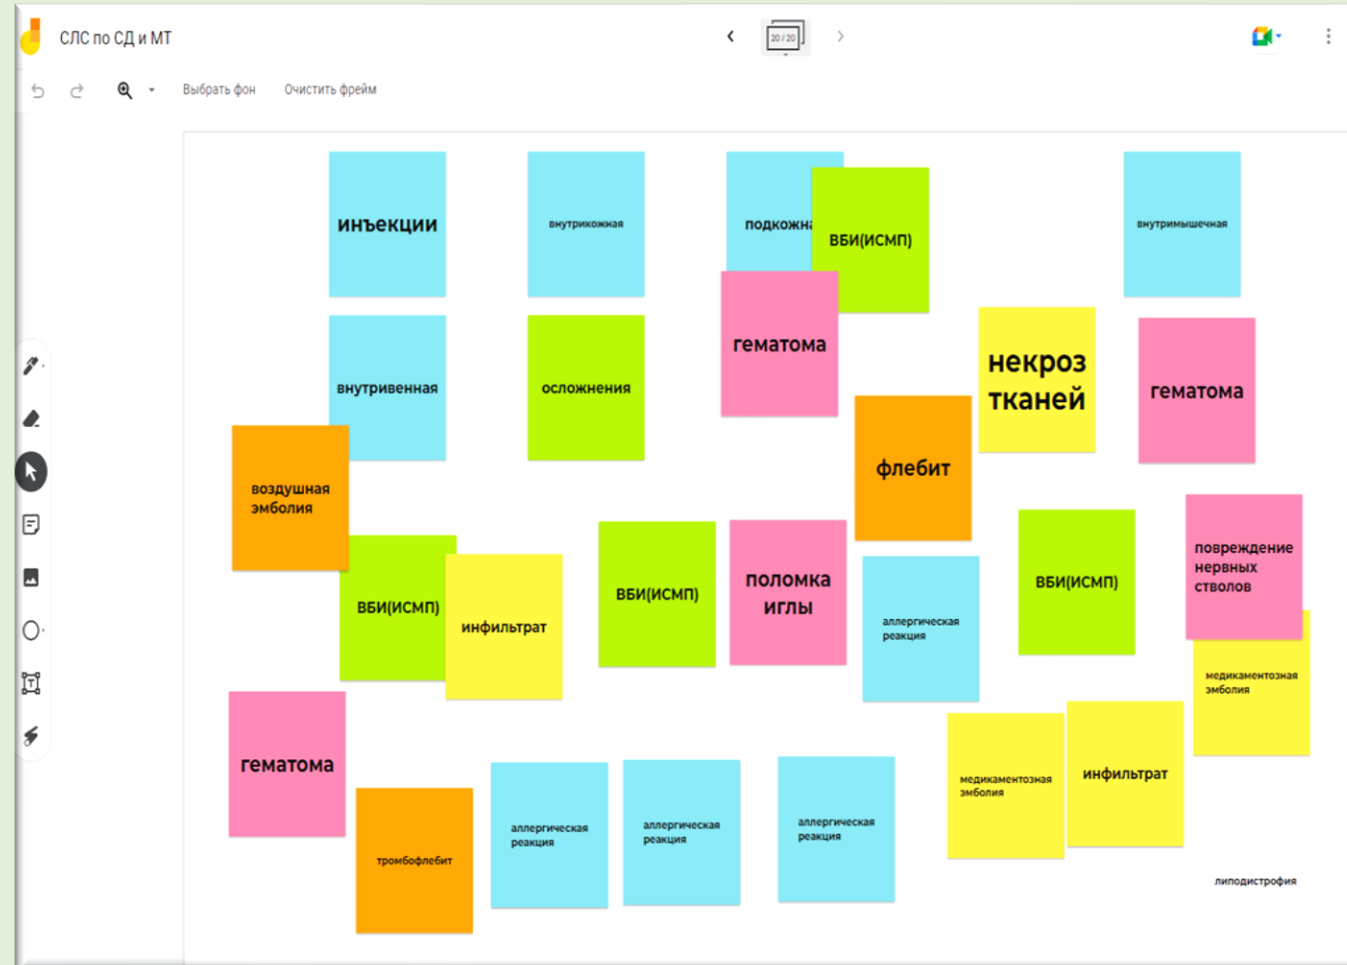 СЛС по СД и МТ
20 / 20
Выбрать фон
Очистить фрейм
инъекции
внутрикожная
подкожна
ВБИ(ИСМП)
внутримышечная
гематома
некроз
тканей
гематома
внутривенная
осложнения
флебит
воздушная
эмболия
ВБИ(ИСМП)
инфильтрат
ВБИ(ИСМП)
поломка
иглы
аллергическая
реакция
ВБИ(ИСМП)
повреждение
нервных
стволов
медикаментозная
эмболия
гематома
тромбофлебит
аллергическая
реакция
аллергическая
реакция
аллергическая
реакция
медикаментозная
эмболия
инфильтрат
липодистрофия